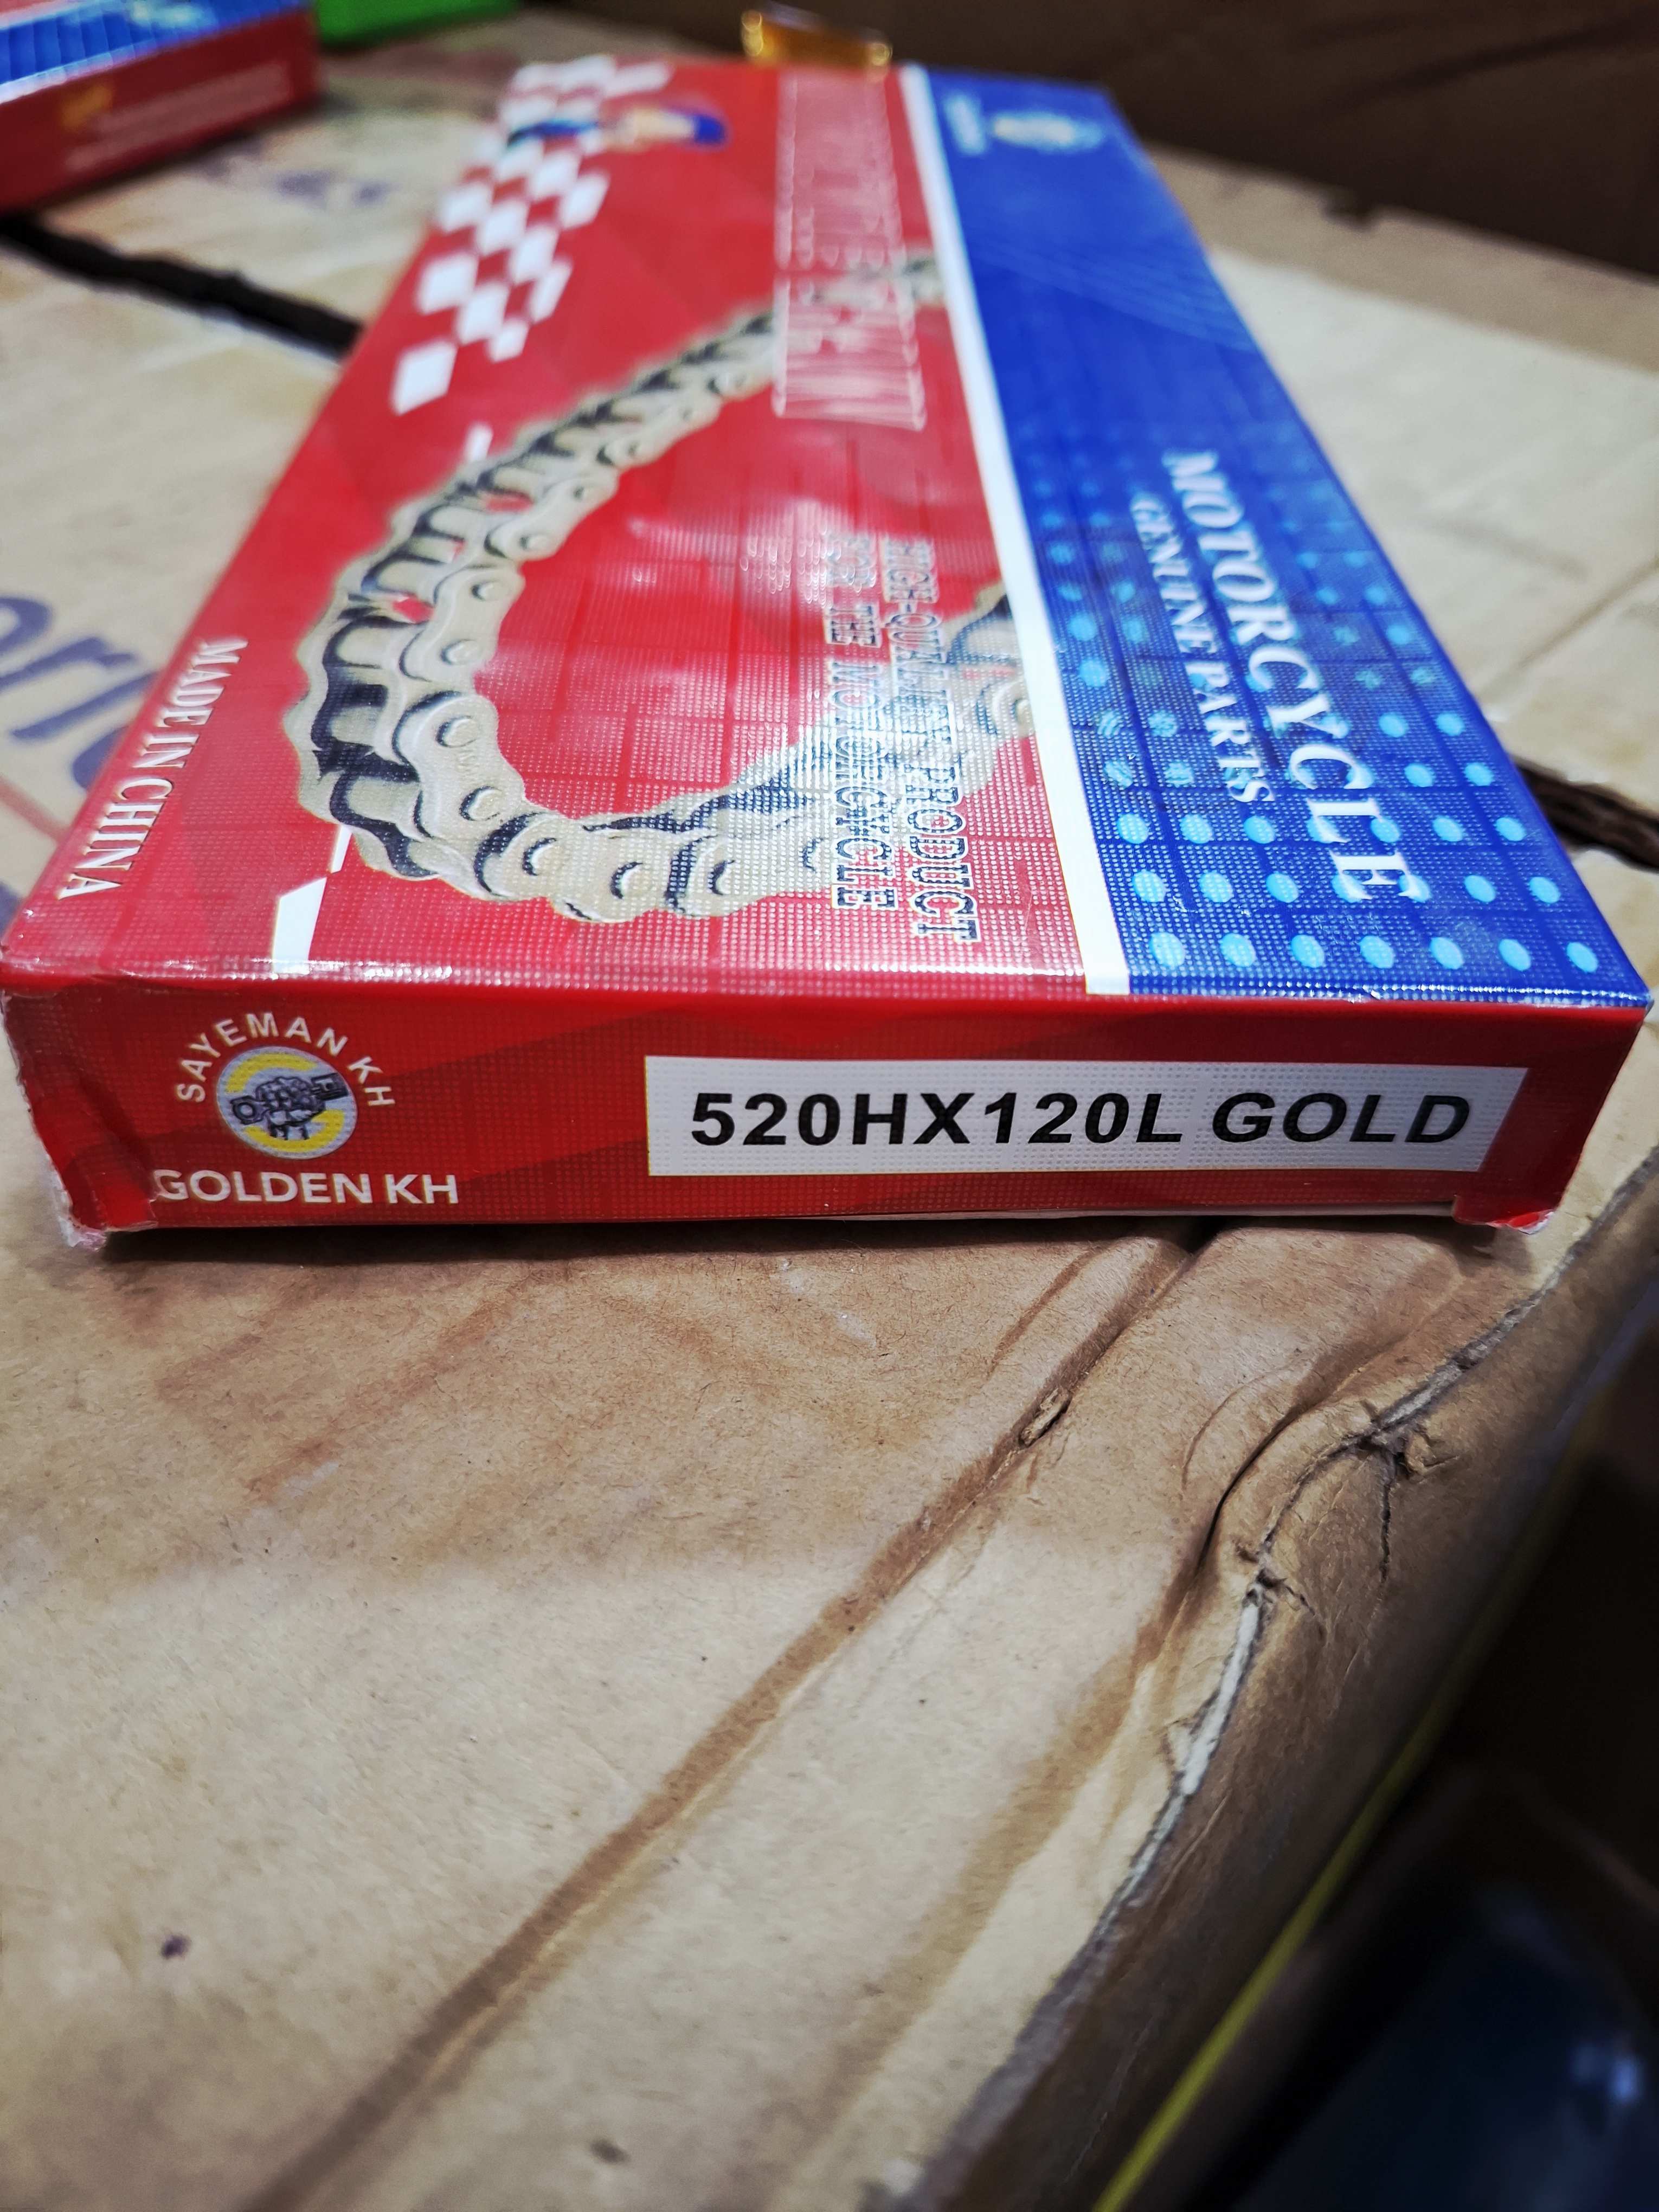 MOTORCYCLE
GENUINE PARTS
HIGH-QUALITY PRODUCT
FOR THE MOTORCYCLE
MADE IN CHINA
SAYEMAN KH
GOLDEN KH
520HX120L GOLD